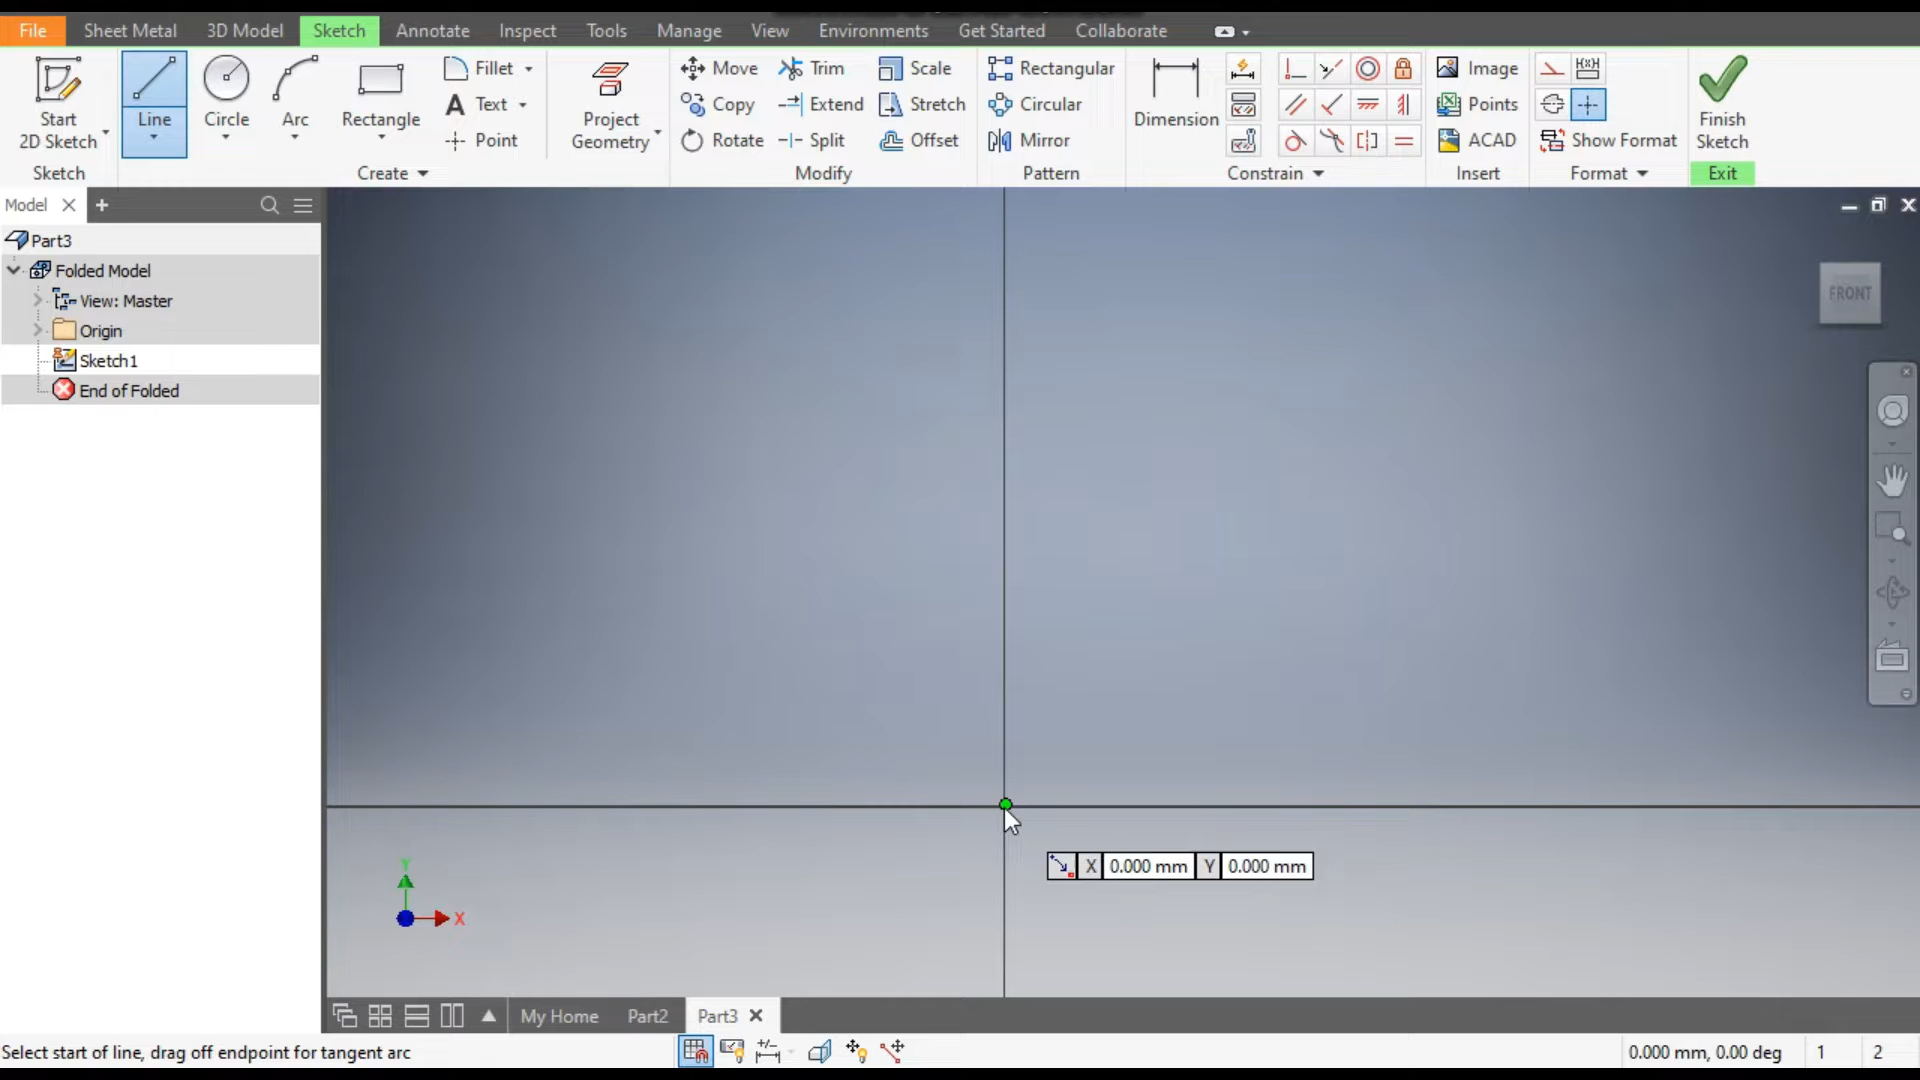 File Sheet Metal 3D Model Sketch Annotate Inspect Tools Manage View Environments Get Started Collaborate
Fillet Move Trim Scale Rectangular Image
Text Copy Extend Stretch Circular Points
Start Line Circle Arc Rectangle Project Dimension Finish
2D Sketch Point Geometry Rotate Split Offset Mirror ACAD Show Format Sketch
Sketch Create Modify Pattern Constrain Insert Format Exit
Model
Part3
Folded Model
View: Master
Origin
Sketch1
End of Folded
FRONT
X 0.000 mm Y 0.000 mm
Y
X
My Home Part2 Part3
Select start of line, drag off endpoint for tangent arc 0.000 mm, 0.00 deg 1 2